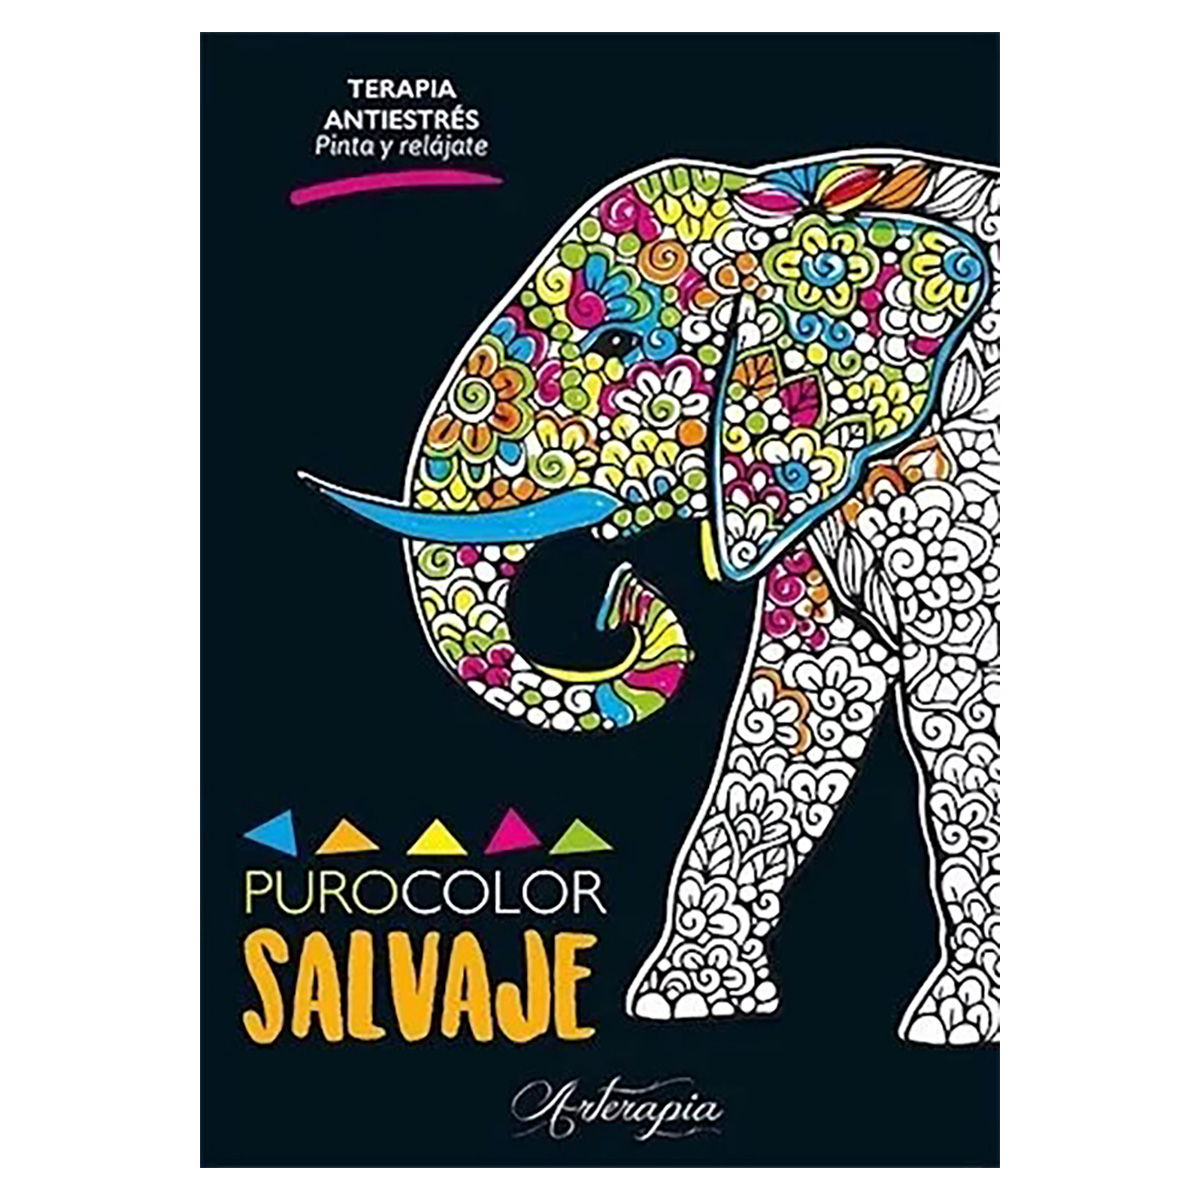 TERAPIA
ANTIESTRÉS
Pinta y relájate
PUROCOLOR
SALVAJE
Arterapia